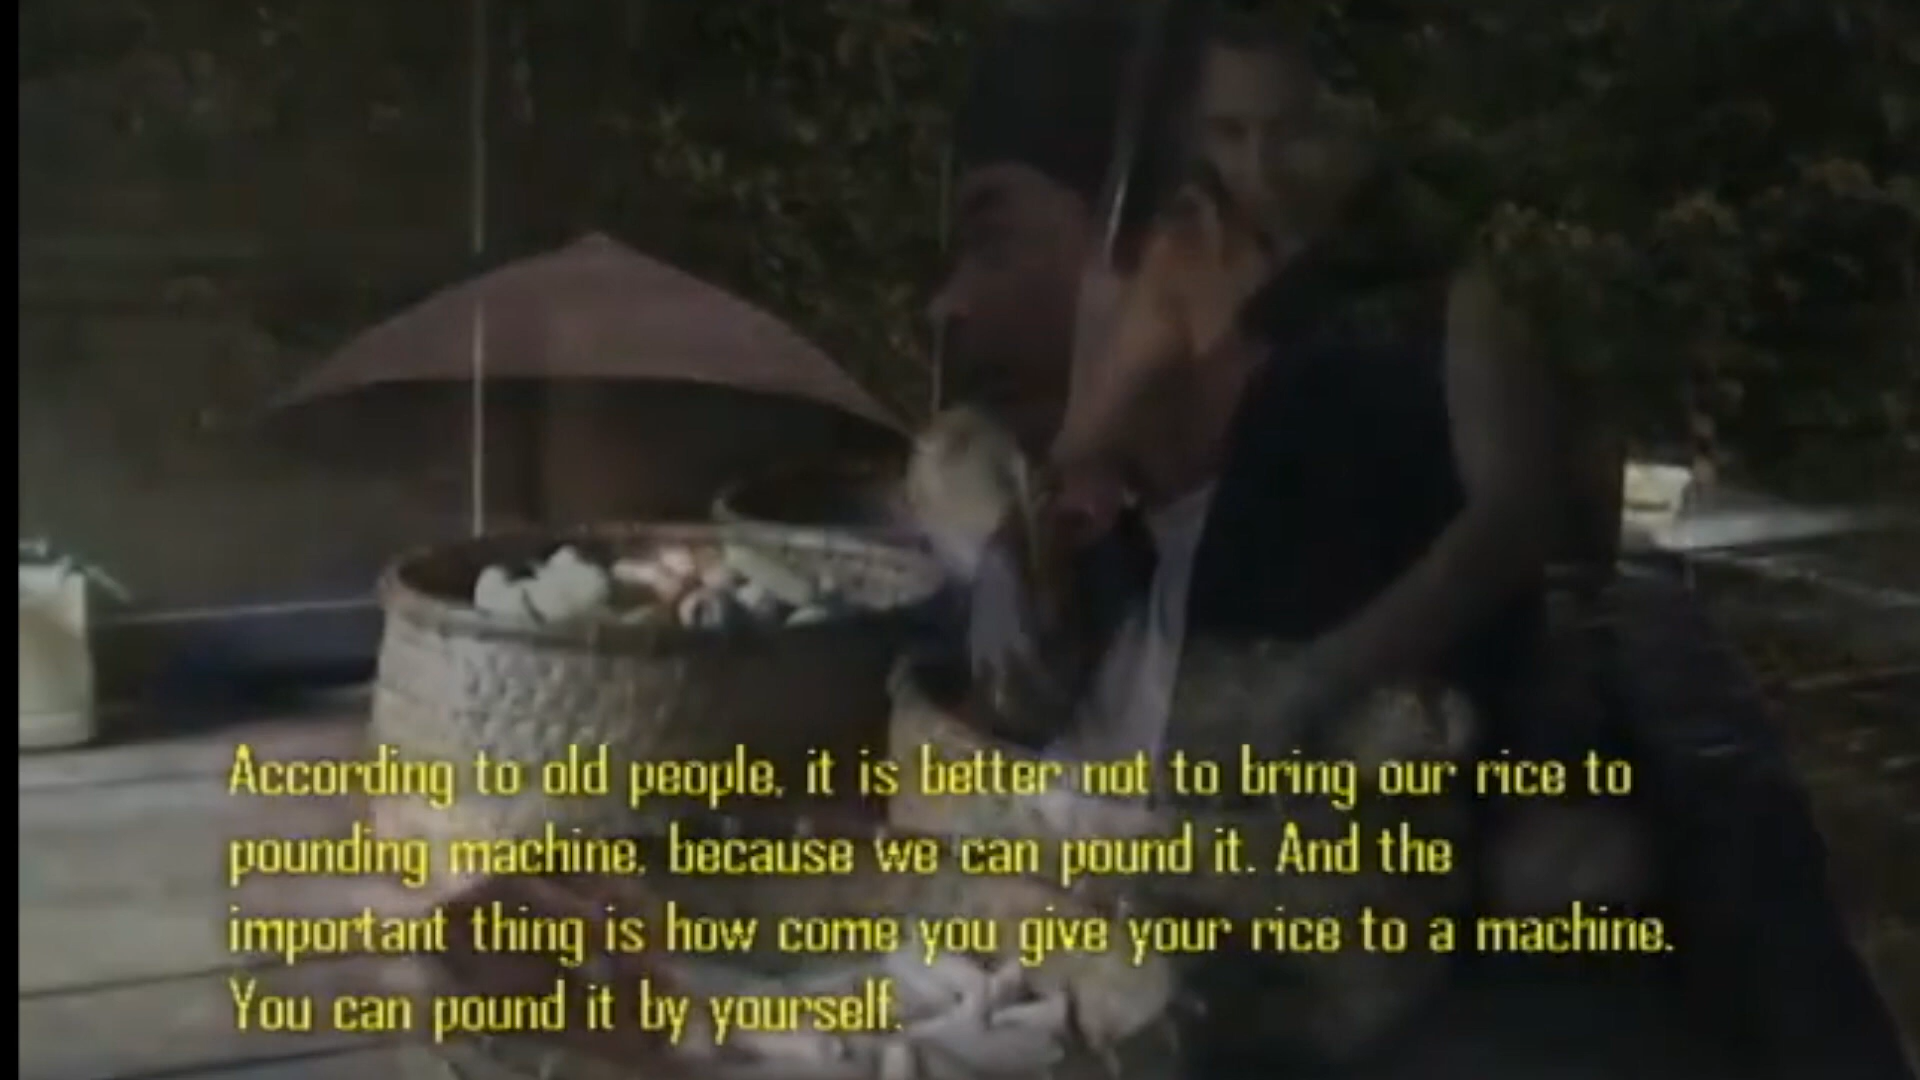 According to old people, it is better not to bring our rice to
pounding machine, because we can pound it. And the
important thing is how come you give your rice to a machine.
You can pound it by yourself.